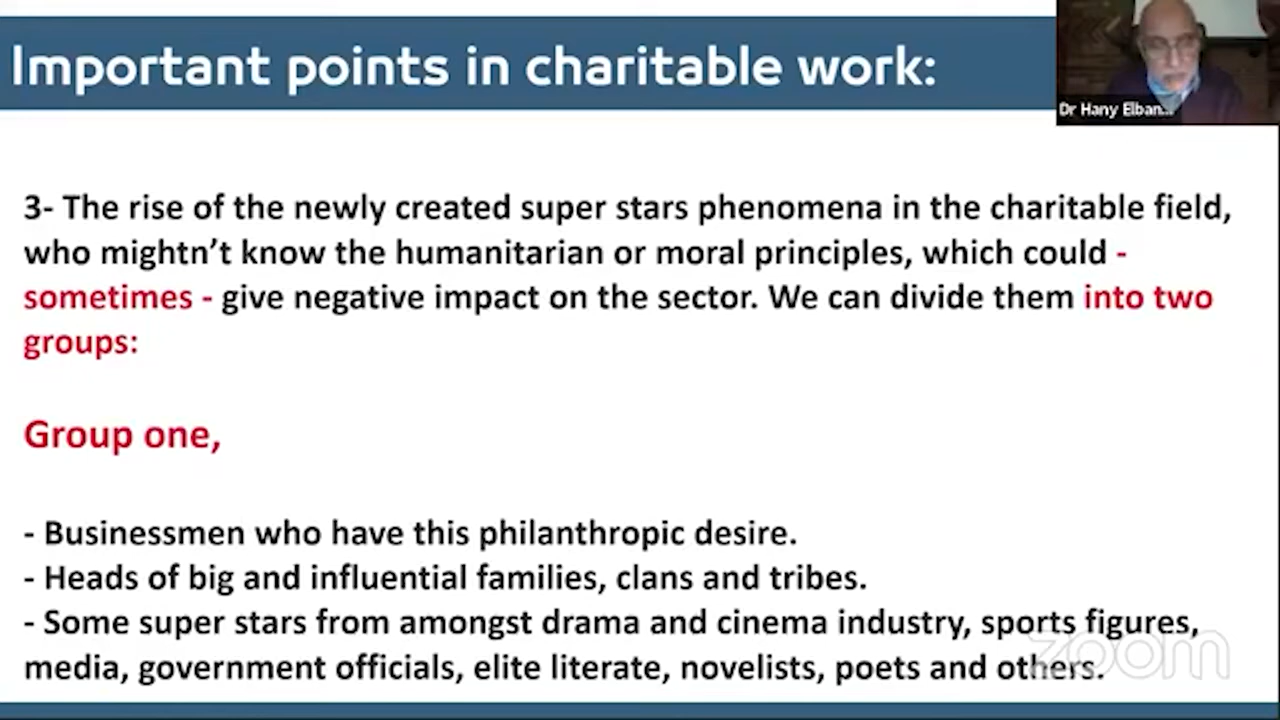 Important points in charitable work:
Dr Hany Elban...
3- The rise of the newly created super stars phenomena in the charitable field,
who mightn't know the humanitarian or moral principles, which could -
sometimes - give negative impact on the sector. We can divide them into two
groups:
Group one,
- Businessmen who have this philanthropic desire.
- Heads of big and influential families, clans and tribes.
- Some super stars from amongst drama and cinema industry, sports figures,
media, government officials, elite literate, novelists, poets and others.
zoom